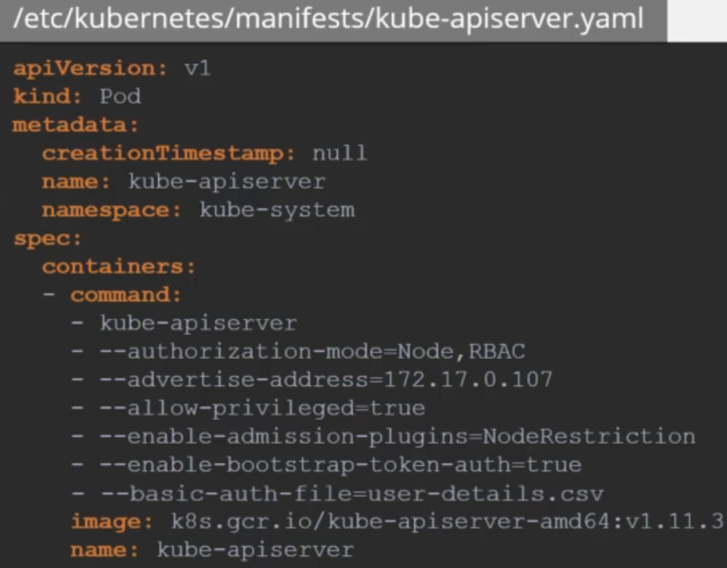 /etc/kubernetes/manifests/kube-apiserver.yaml
apiVersion: v1
kind: Pod
metadata:
  creationTimestamp: null
  name: kube-apiserver
  namespace: kube-system
spec:
  containers:
  - command:
    - kube-apiserver
    - --authorization-mode=Node,RBAC
    - --advertise-address=172.17.0.107
    - --allow-privileged=true
    - --enable-admission-plugins=NodeRestriction
    - --enable-bootstrap-token-auth=true
    - --basic-auth-file=user-details.csv
    image: k8s.gcr.io/kube-apiserver-amd64:v1.11.3
    name: kube-apiserver